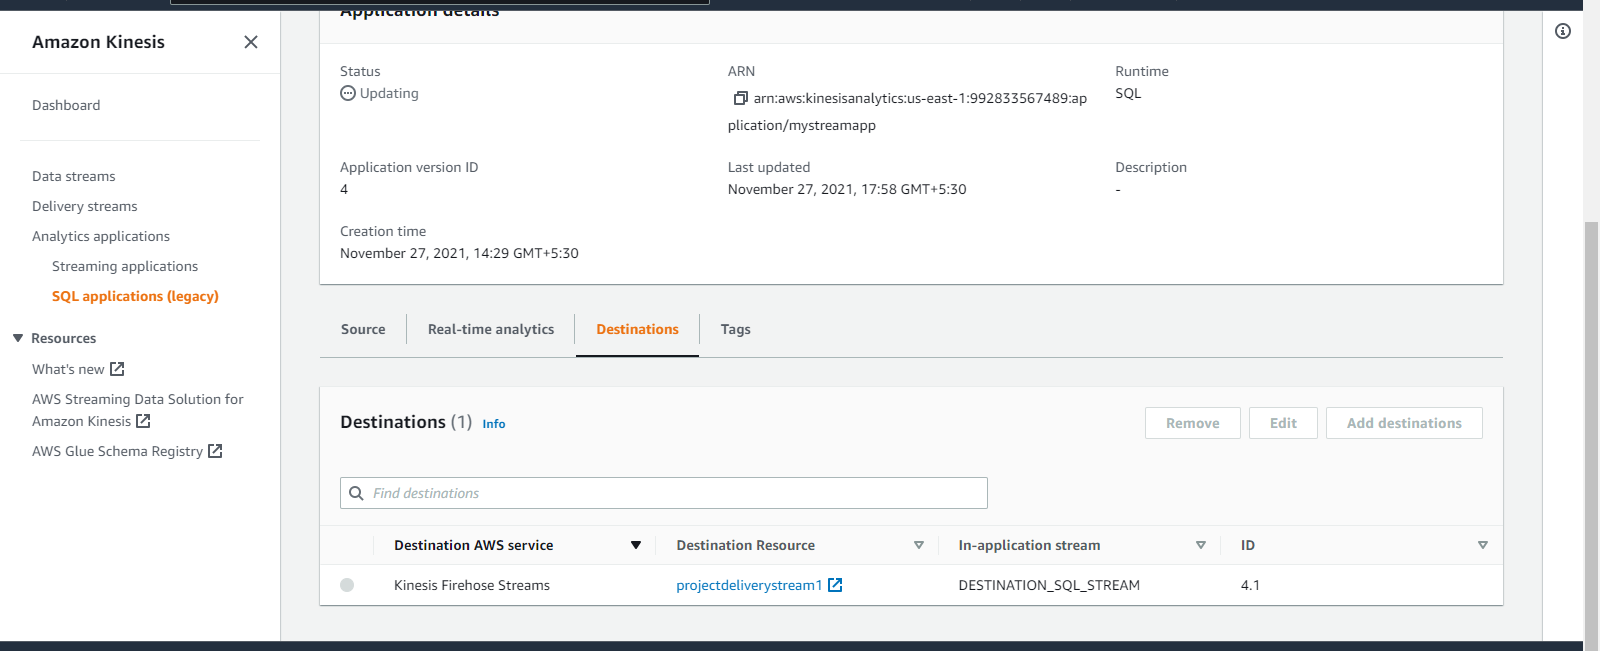 Application details
Amazon Kinesis
Dashboard
Data streams
Delivery streams
Analytics applications
Streaming applications
SQL applications (legacy)
Resources
What's new
AWS Streaming Data Solution for
Amazon Kinesis
AWS Glue Schema Registry
Status
Updating
ARN
arn:aws:kinesisanalytics:us-east-1:992833567489:ap
plication/mystreamapp
Runtime
SQL
Application version ID
4
Last updated
November 27, 2021, 17:58 GMT+5:30
Description
-
Creation time
November 27, 2021, 14:29 GMT+5:30
Source
Real-time analytics
Destinations
Tags
Destinations (1) Info
Remove
Edit
Add destinations
Find destinations
Destination AWS service
Destination Resource
In-application stream
ID
Kinesis Firehose Streams
projectdeliverystream1
DESTINATION_SQL_STREAM
4.1